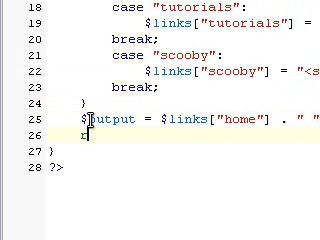 18 case "tutorials":
19 $links["tutorials"] =
20 break;
21 case "scooby":
22 $links["scooby"] = "<s
23 break;
24 }
25 $output = $links["home"] . " "
26 r
27 }
28 ?>